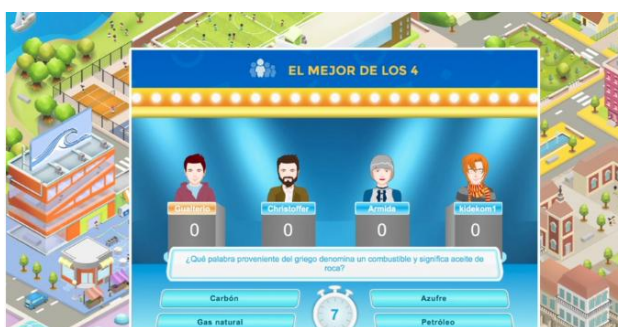 EL MEJOR DE LOS 4
Gualterio Christoffer Armida kidekom1
0 0 0 0
¿Qué palabra proveniente del griego denomina un combustible y significa aceite de
roca?
Carbón Azufre
7
Gas natural Petróleo